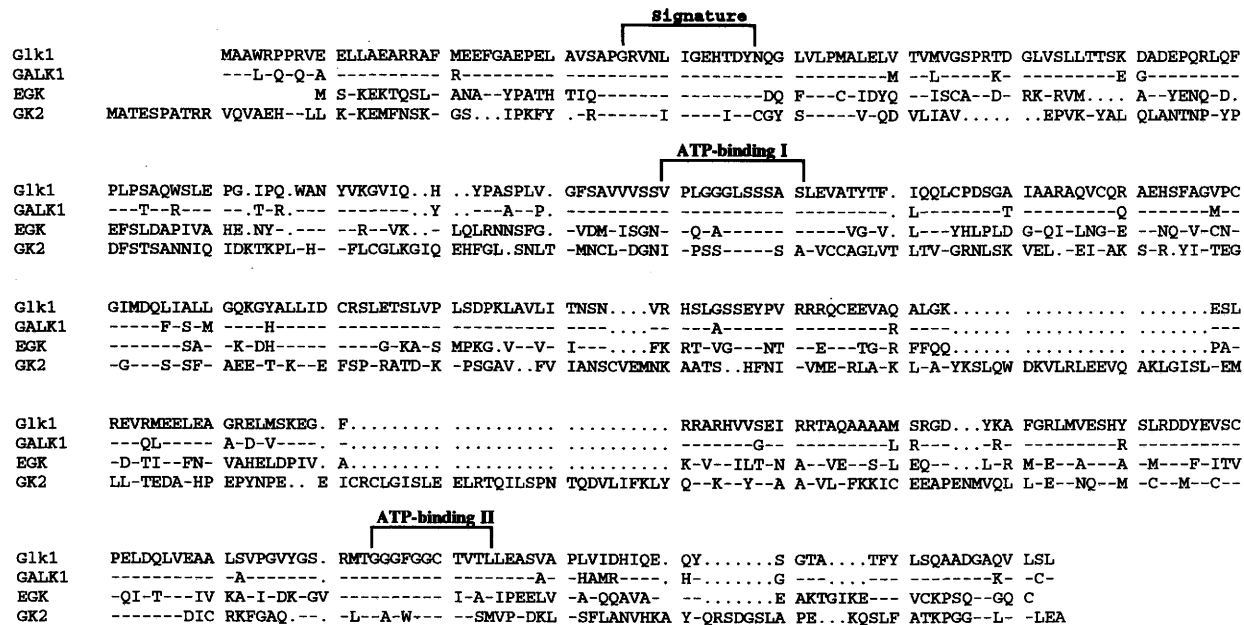 Signature
Glk1 MAAWRPPRVE ELLAEARRAF MEEFGAEPEL AVSAPGRVNL IGEHTDYNQG LVLPMALELV TVMVGSPRTD GLVSLLTTSK DADEPQRLQF
GALK1 ---L-Q-Q-A ---------- R--------- ---------- ---------- -------M-- --L----K-- --------E G---------
EGK M S-KEKTQSL- ANA--YPATH TIQ------- -------DQ F---C-IDYQ --ISCA--D- RK-RVM.... A--YENQ-D.
GK2 MATESPATRR VQVAEH--LL K-KEMFNSK- GS...IPKFY .-R------I -----I-CGY S-----V-QD VLIAV..... ..EPVK-YAL QLANTNP-YP
ATP-binding I
Glk1 PLPSAQWSLE PG.IPQ.WAN YVKGVIQ..H ..YPASPLV. GFSAVVVSSV PLGGGLSSSA SLEVATYTF. IQQLCPDSGA IAARAQVCQR AEHSFAGVPC
GALK1 ---T--R--- --.T-R.--- -------..Y ..---A--P. ---------- ---------- ---------. L------T-- ------Q--- -------M--
EGK EFSLDAPIVA HE.NY----- --R--VK.-- LQLRNNSFG. -VDM-ISGN- -Q-A------ ----VG-V. L---YHLPLD G-QI-LNG-E --NQ-V-CN-
GK2 DFSTSANNIQ IDKTKPL-H- -FLCGLKGIQ EHFGL.SNLT -MNCL-DGNI -PSS-----S A-VCCAGLVT LTV-GRNLSK VEL.-EI-AK S-R.YI-TEG
Glk1 GIMDQLIALL GQKGYALLID CRSLETSLVP LSDPKLAVLI TNSN....VR HSLGSSEYPV RRRQCEEVAQ ALGK...... .......... .......ESL
GALK1 -----F-S-M ----H----- ---------- ---------- ----....-- ----A----- --------R- ----...... .......... .......---
EGK -------SA- -K-DH----- ---G-KA-S MPKG.V--V- I---....FK RT-VG---NT --E---TG-R FFQQ...... .......... .......PA-
GK2 -G---S-SF- AEE-T-K--E FSP-RATD-K -PSGAV..FV IANSCVEMNK AATS..HFNI -VME-RLA-K L-A-YKSLQW DKVLRLEEVQ AKLGISL-EM
Glk1 REVRMEELEA GRELMSKEG. F......... .......... .......... RRARHVVSEI RRTAQAAAAM SRGD...YKA FGRLMVESHY SLRDDYEVSC
GALK1 ---QL----- A-D-V----. -......... .......... .......... -------G-- --------L R---...-R- --------R- ----------
EGK -D-TI--FN- VAHELDPIV. A......... .......... .......... K-V--ILT-N A--VE--S-L EQ--...L-R M-E--A---A -M---F-ITV
GK2 LL-TEDA-HP EPYNPE..E ICRCLGISLEE ELRTQILSPN TQDVLIFKLY Q--K--Y--A A-VL-FKKIC EEAPENMVQL L-E--NQ--M -C--M-C--
ATP-binding II
Glk1 PELDQLVEAA LSVPGVYGS. RMTGGGFGGC TVTLLEASVA PLVIDHIQE. QY.......S GTA....TFY LSQAADGAQV LSL
GALK1 ---------- --A------. ---------- --------A- -HAMR----. H-.......G ---....--- -------K-- -C-
EGK -QI-T---IV KA-I-DK-GV ---------- --I-A-IPEELV -A-QQAVA-- .......E AKTGIKE--- VCKPSQ--GQ C
GK2 -------DIC RKFGAQ.--- -L--A-W--- --SMVP-DKL -SFLANVHKA Y-QRSDGSLA PE...KQSLF ATKPGG--L- -LEA